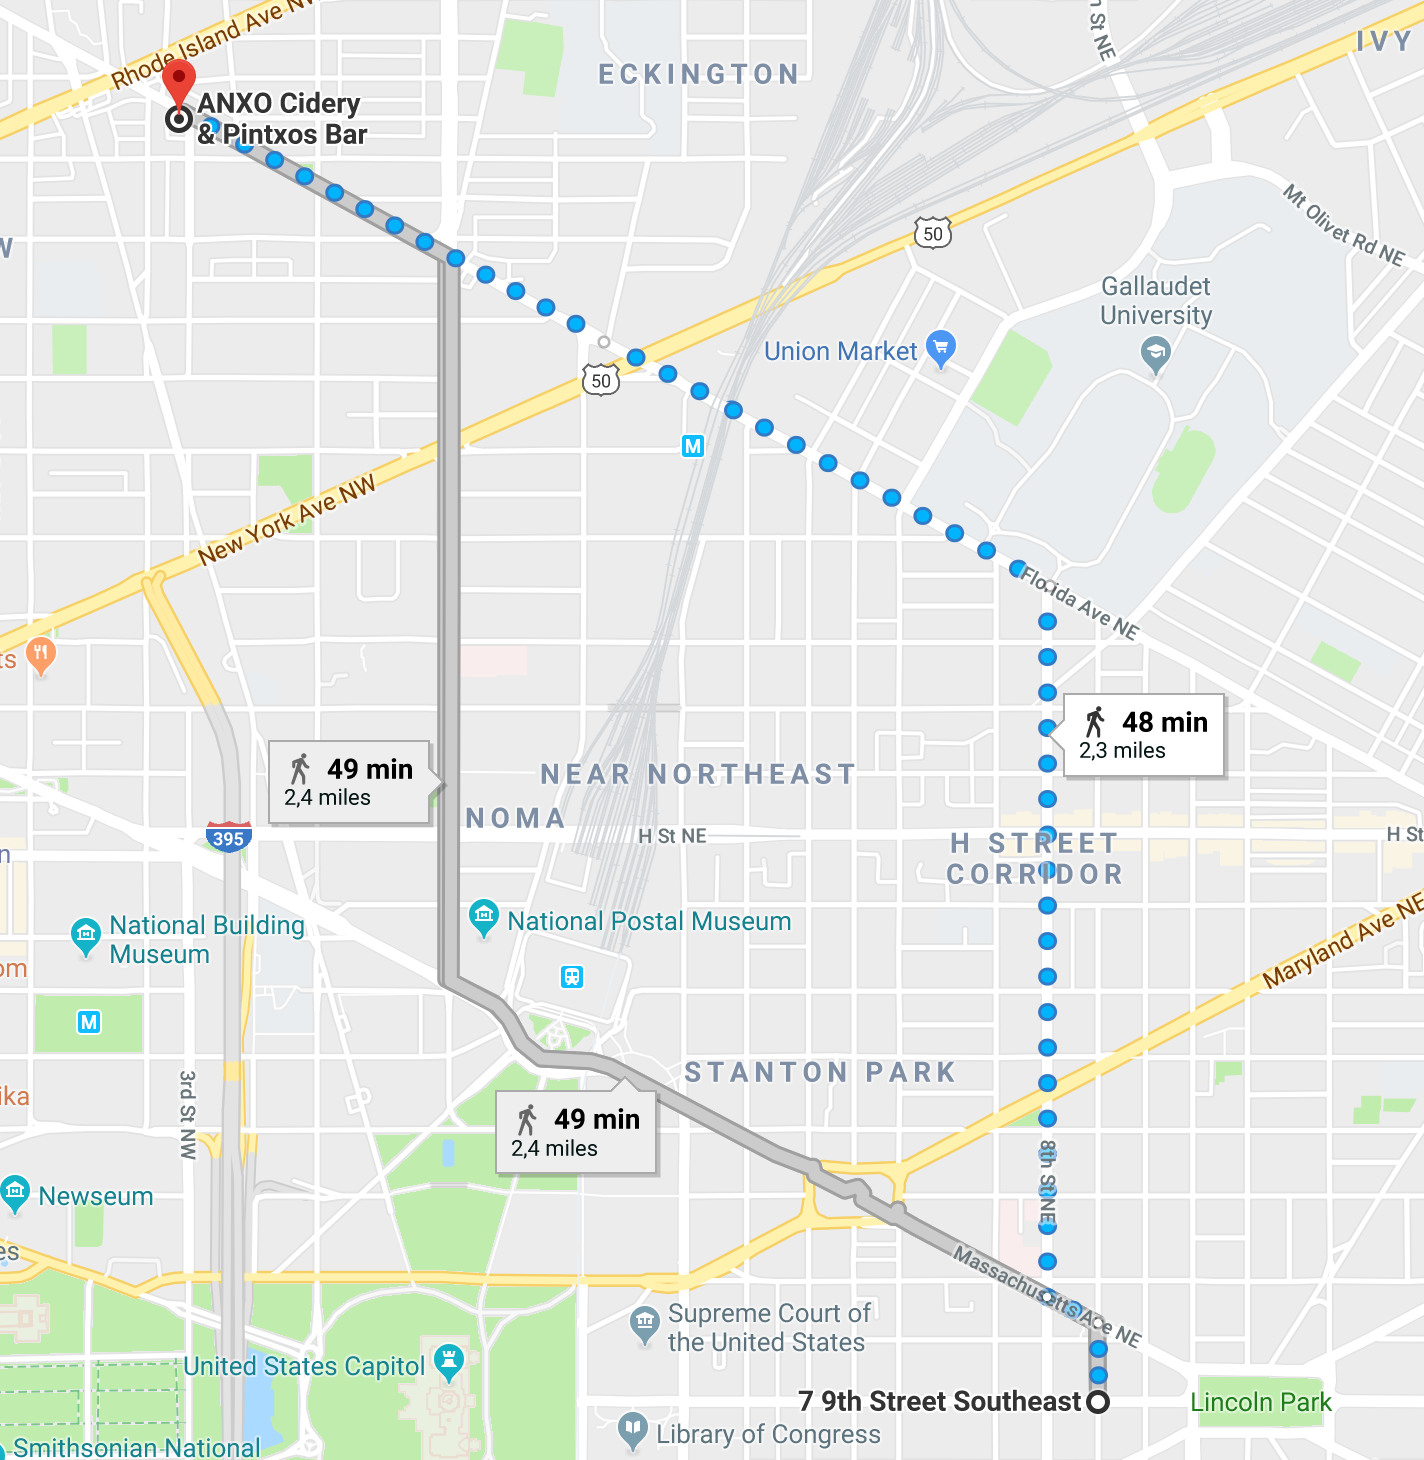 Rhode Island Ave NW
n St NE
IVY
ECKINGTON
ANXO Cidery
& Pintxos Bar
Mt Olivet Rd NE
50
W
Gallaudet
University
Union Market
50
M
New York Ave NW
Florida Ave NE
ts
48 min
2,3 miles
49 min
2,4 miles
NEAR NORTHEAST
NOMA
395
H St NE
H St
H STREET
CORRIDOR
n
National Building
Museum
National Postal Museum
Maryland Ave NE
om
M
3rd St NW
STANTON PARK
ika
49 min
2,4 miles
8th St NE
Newseum
es
Massachusetts Ave NE
Supreme Court of
the United States
United States Capitol
7 9th Street Southeast
Lincoln Park
Library of Congress
Smithsonian National